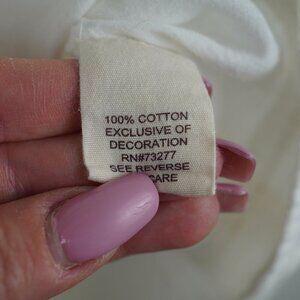 100% COTTON
EXCLUSIVE OF
DECORATION
RN#73277
SEE REVERSE
CARE